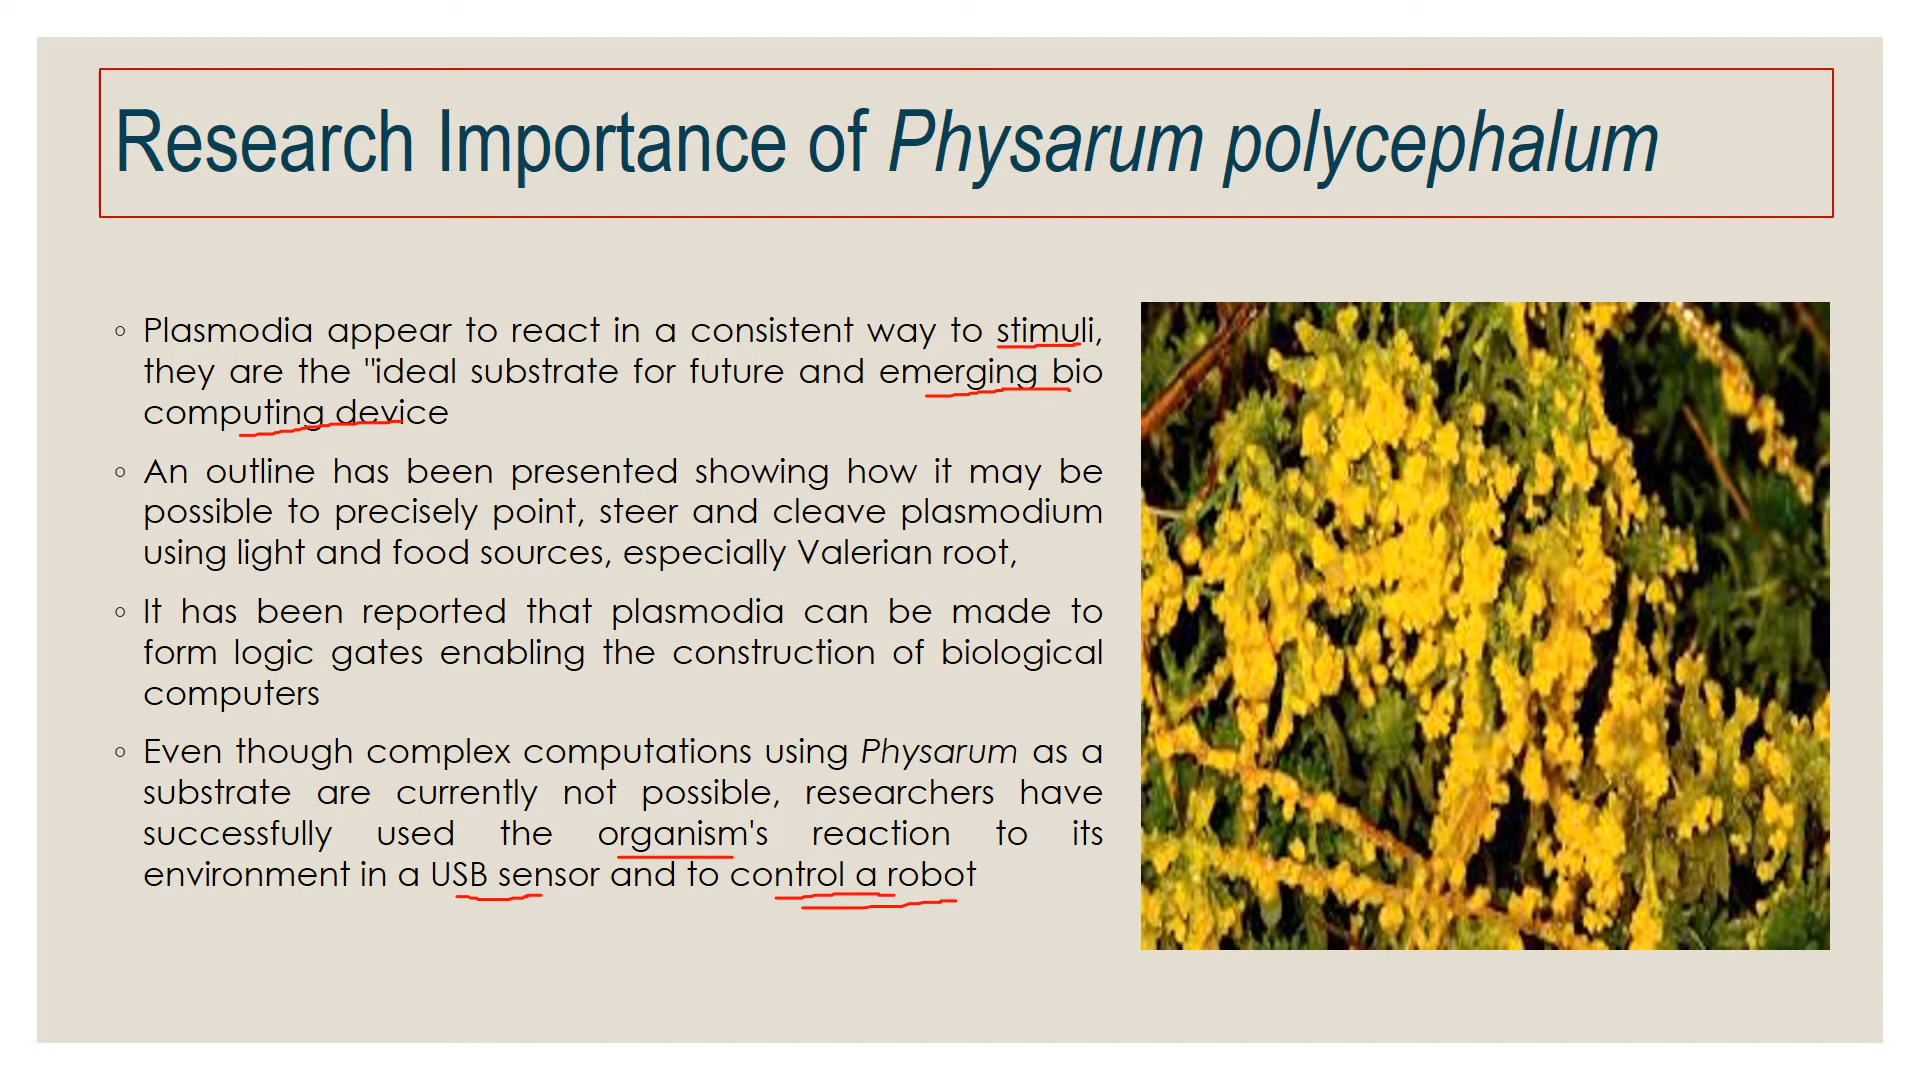 Research Importance of Physarum polycephalum
◦ Plasmodia appear to react in a consistent way to stimuli,
they are the "ideal substrate for future and emerging bio
computing device
◦ An outline has been presented showing how it may be
possible to precisely point, steer and cleave plasmodium
using light and food sources, especially Valerian root,
◦ It has been reported that plasmodia can be made to
form logic gates enabling the construction of biological
computers
◦ Even though complex computations using Physarum as a
substrate are currently not possible, researchers have
successfully used the organism's reaction to its
environment in a USB sensor and to control a robot